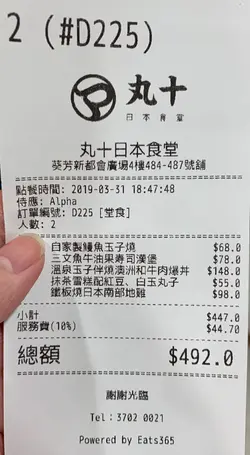 2 (#D225)
丸十
日本食堂
丸十日本食堂
葵芳新都會廣場4樓484-487號舖
點餐時間: 2019-03-31 18:47:48
侍應: Alpha
訂單編號: D225 [堂食]
人數: 2
自家製鰻魚玉子燒 $68.0
三文魚牛油果寿司漢堡 $78.0
溫泉玉子伴燒澳洲和牛肉爆丼 $148.0
抹茶雪糕配紅豆、白玉丸子 $55.0
鐵板燒日本南部地雞 $98.0
小計 $447.0
服務費(10%) $44.70
總額 $492.0
謝謝光臨
Tel：3702 0021
Powered by Eats365